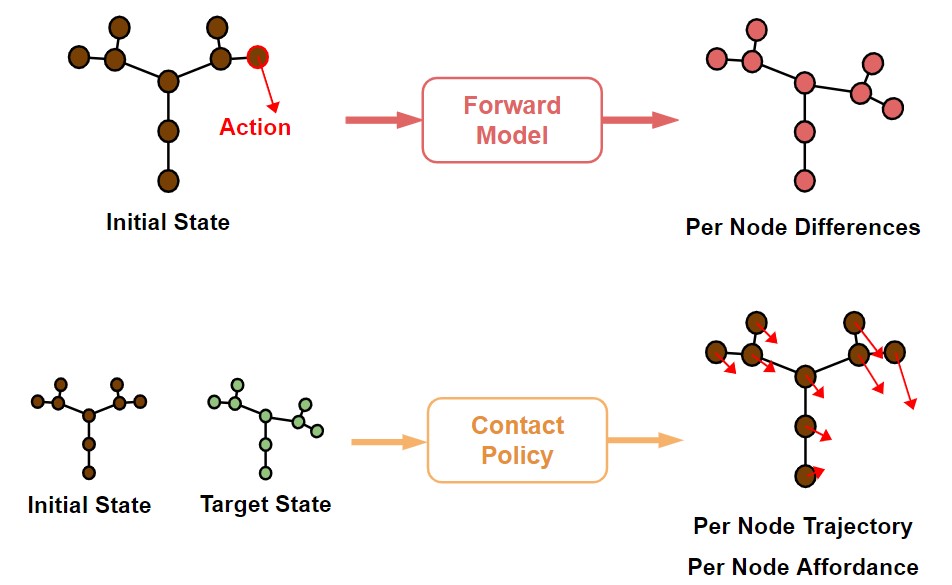 Action
Forward
Model
Initial State
Per Node Differences
Contact
Policy
Initial State
Target State
Per Node Trajectory
Per Node Affordance